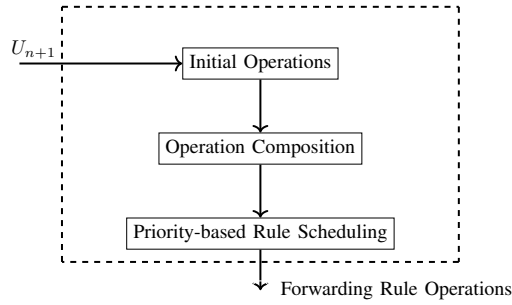 U_{n+1}
Initial Operations
Operation Composition
Priority-based Rule Scheduling
Forwarding Rule Operations